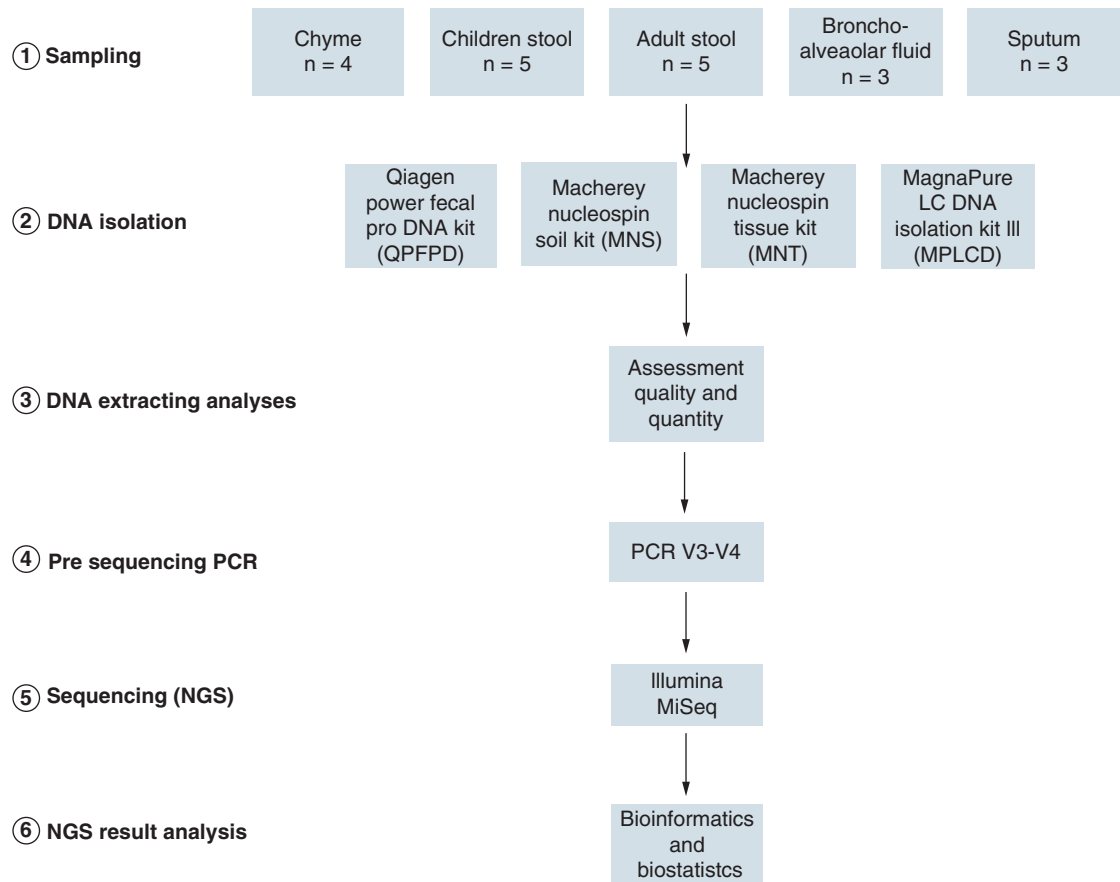 1 Sampling
Chyme
n = 4
Children stool
n = 5
Adult stool
n = 5
Broncho-
alveaolar fluid
n = 3
Sputum
n = 3
2 DNA isolation
Qiagen
power fecal
pro DNA kit
(QPFPD)
Macherey
nucleospin
soil kit (MNS)
Macherey
nucleospin
tissue kit
(MNT)
MagnaPure
LC DNA
isolation kit III
(MPLCD)
3 DNA extracting analyses
Assessment
quality and
quantity
4 Pre sequencing PCR
PCR V3-V4
5 Sequencing (NGS)
Illumina
MiSeq
6 NGS result analysis
Bioinformatics
and
biostatistcs